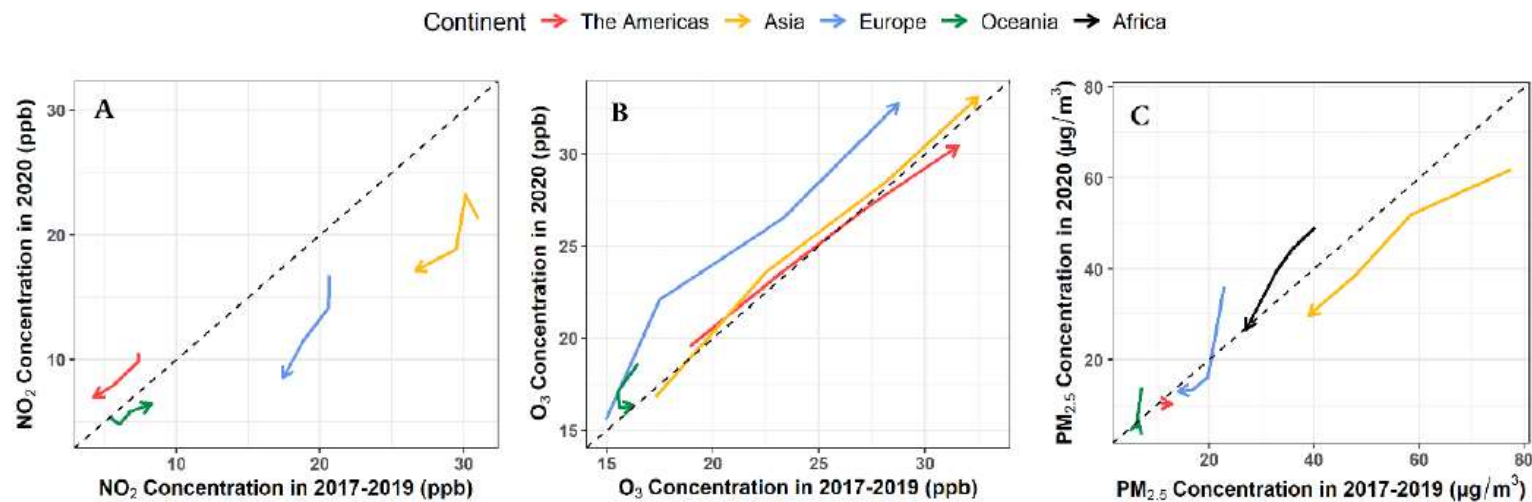 Continent The Americas Asia Europe Oceania Africa
A
NO₂ Concentration in 2020 (ppb)
30
20
10
10 20 30
NO₂ Concentration in 2017-2019 (ppb)
B
O₃ Concentration in 2020 (ppb)
30
25
20
15
15 20 25 30
O₃ Concentration in 2017-2019 (ppb)
C
PM₂.₅ Concentration in 2020 (µg/m³)
80
60
40
20
20 40 60 80
PM₂.₅ Concentration in 2017-2019 (µg/m³)